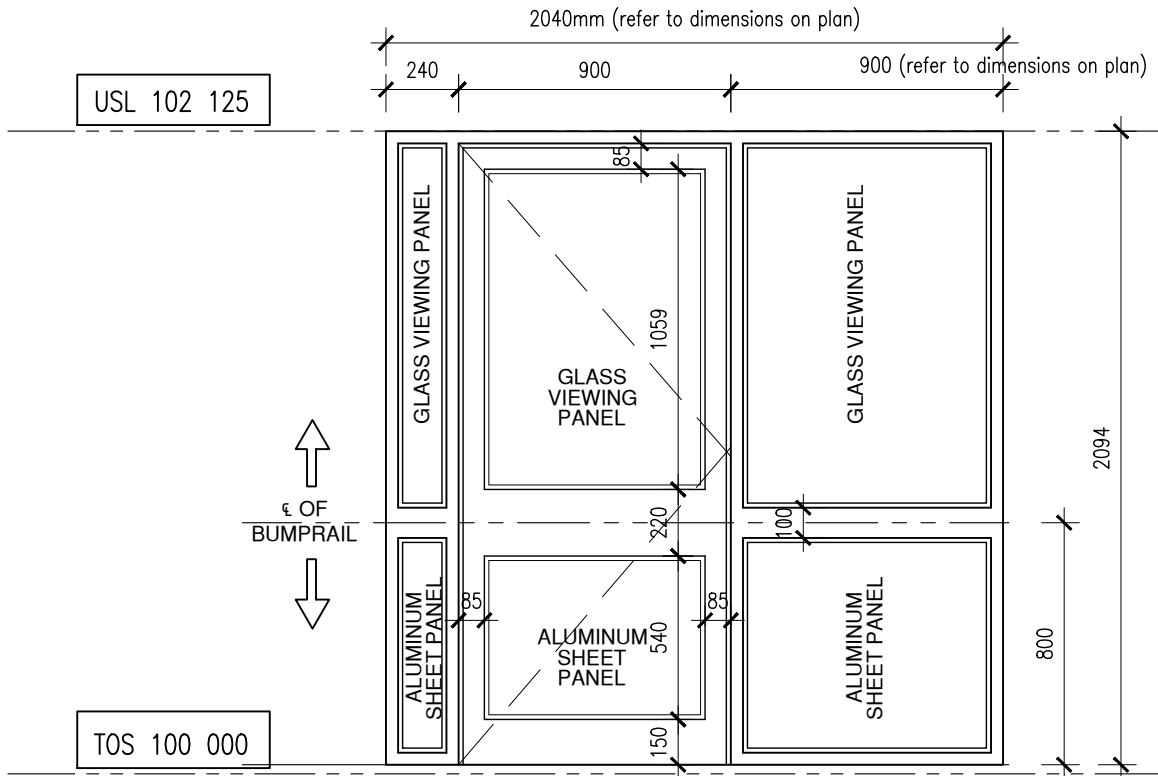 2040mm (refer to dimensions on plan)
240
900
900 (refer to dimensions on plan)
USL 102 125
85
GLASS VIEWING PANEL
GLASS VIEWING PANEL
1059
GLASS
VIEWING
PANEL
2094
℄ OF
BUMPRAIL
220
100
ALUMINUM
SHEET PANEL
85
85
540
ALUMINUM
SHEET
PANEL
ALUMINUM
SHEET PANEL
800
TOS 100 000
150